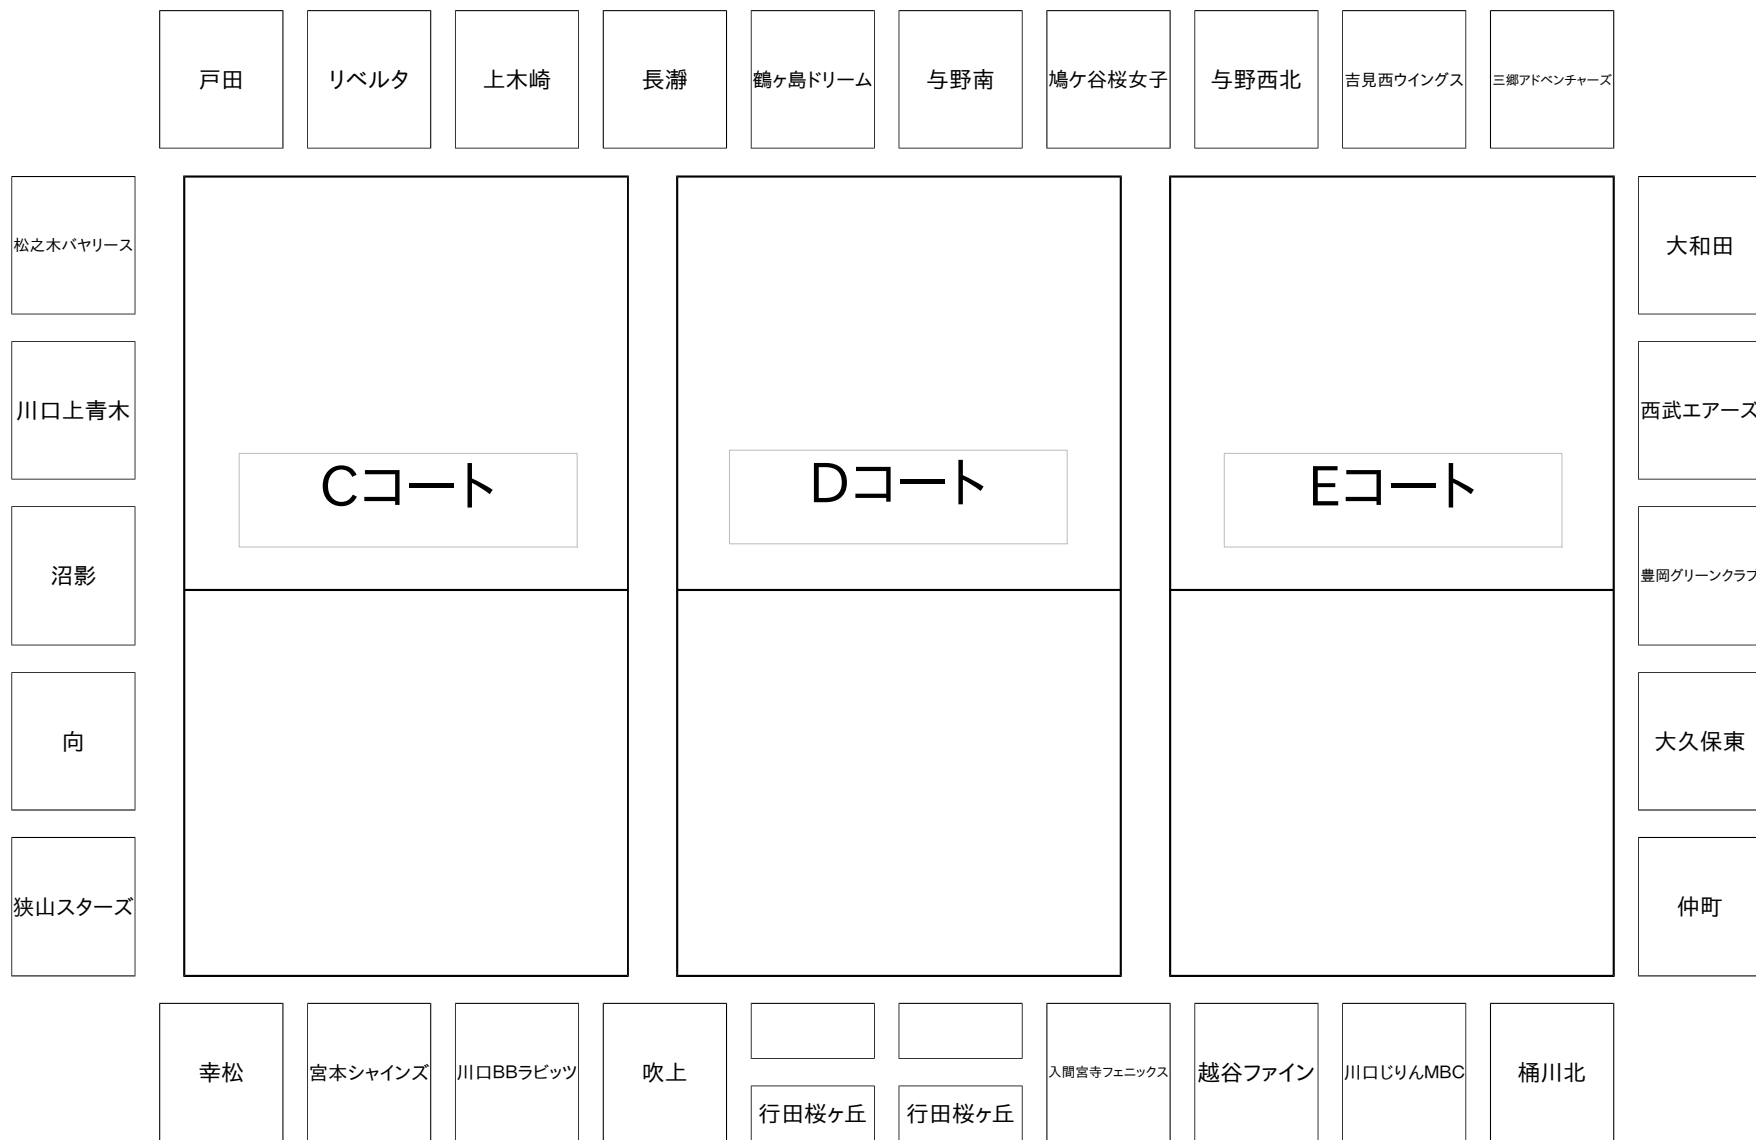 戸田
リベルタ
上木崎
長瀞
鶴ヶ島ドリーム
与野南
鳩ケ谷桜女子
与野西北
吉見西ウイングス
三郷アドベンチャーズ
松之木バヤリース
大和田
川口上青木
西武エアーズ
Cコート
Dコート
Eコート
沼影
豊岡グリーンクラブ
向
大久保東
狭山スターズ
仲町
幸松
宮本シャインズ
川口BBラビッツ
吹上
行田桜ヶ丘
行田桜ヶ丘
入間宮寺フェニックス
越谷ファイン
川口じりんMBC
桶川北